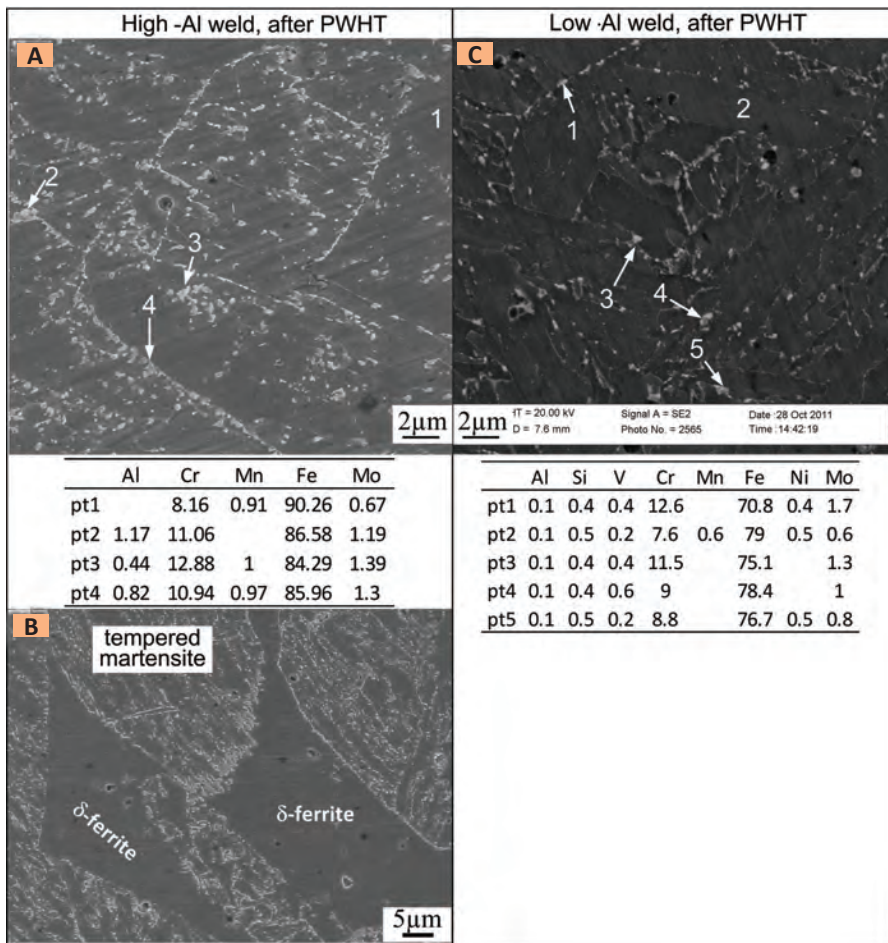 High -Al weld, after PWHT
A
1
2
3
4
2µm
Al Cr Mn Fe Mo
pt1 8.16 0.91 90.26 0.67
pt2 1.17 11.06 86.58 1.19
pt3 0.44 12.88 1 84.29 1.39
pt4 0.82 10.94 0.97 85.96 1.3
B
tempered
martensite
δ-ferrite
δ-ferrite
5µm
Low ·Al weld, after PWHT
C
1
2
3
4
5
2µm
fT = 20.00 kV Signal A = SE2 Date :28 Oct 2011
D = 7.6 mm Photo No. = 2565 Time :14:42:19
Al Si V Cr Mn Fe Ni Mo
pt1 0.1 0.4 0.4 12.6 70.8 0.4 1.7
pt2 0.1 0.5 0.2 7.6 0.6 79 0.5 0.6
pt3 0.1 0.4 0.4 11.5 75.1 1.3
pt4 0.1 0.4 0.6 9 78.4 1
pt5 0.1 0.5 0.2 8.8 76.7 0.5 0.8